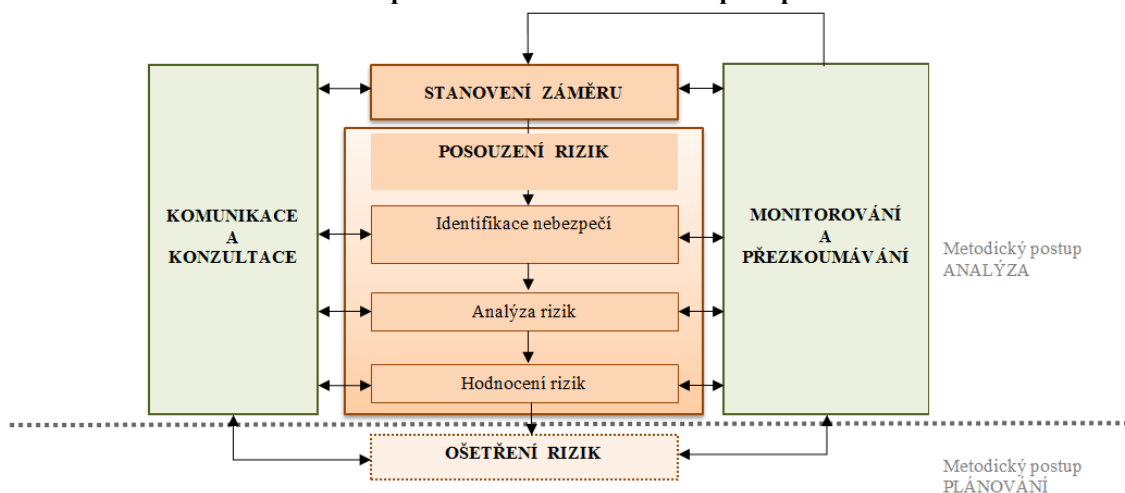 STANOVENÍ ZÁMĚRU
POSOUZENÍ RIZIK
KOMUNIKACE
A
KONZULTACE
Identifikace nebezpečí
MONITOROVÁNÍ
A
PŘEZKOUMÁVÁNÍ
Metodický postup
ANALÝZA
Analýza rizik
Hodnocení rizik
OŠETŘENÍ RIZIK
Metodický postup
PLÁNOVÁNÍ